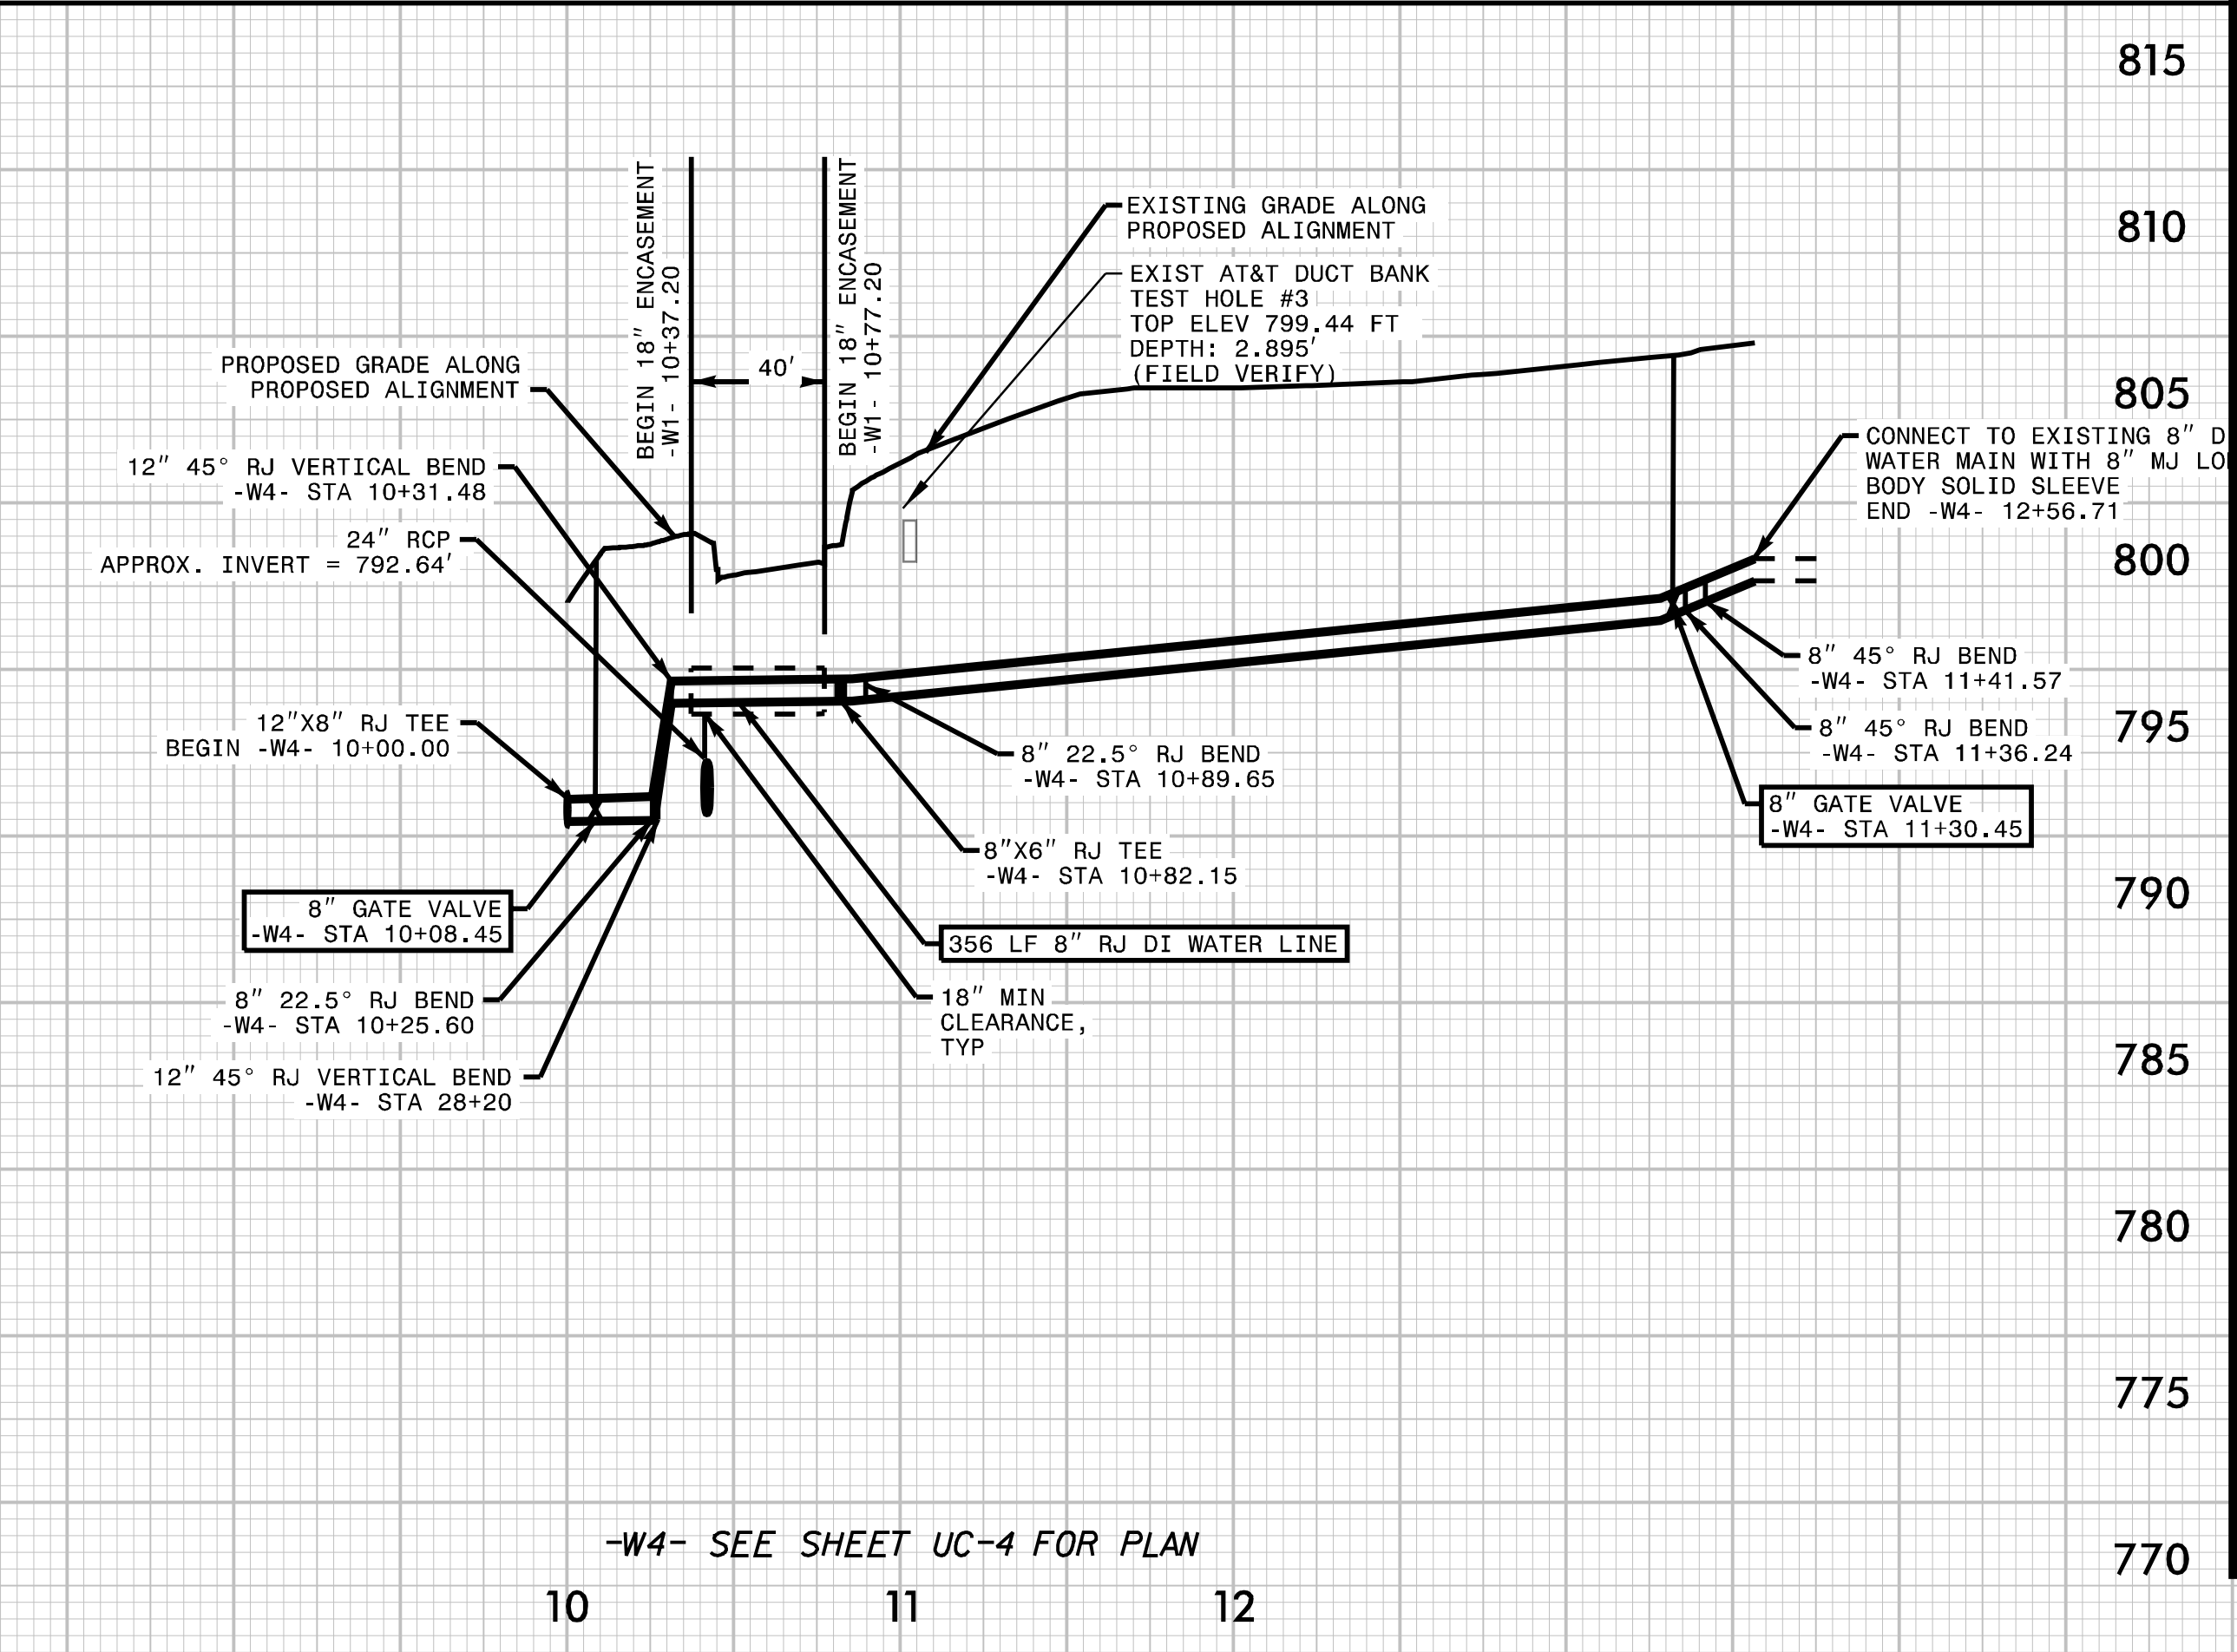 815
810
805
800
795
790
785
780
775
770
BEGIN 18" ENCASEMENT
-W1- 10+37.20
BEGIN 18" ENCASEMENT
-W1- 10+77.20
40'
EXISTING GRADE ALONG
PROPOSED ALIGNMENT
EXIST AT&T DUCT BANK
TEST HOLE #3
TOP ELEV 799.44 FT
DEPTH: 2.895'
(FIELD VERIFY)
PROPOSED GRADE ALONG
PROPOSED ALIGNMENT
12" 45° RJ VERTICAL BEND
-W4- STA 10+31.48
24" RCP
APPROX. INVERT = 792.64'
12"X8" RJ TEE
BEGIN -W4- 10+00.00
8" GATE VALVE
-W4- STA 10+08.45
8" 22.5° RJ BEND
-W4- STA 10+25.60
12" 45° RJ VERTICAL BEND
-W4- STA 28+20
CONNECT TO EXISTING 8" D
WATER MAIN WITH 8" MJ LO
BODY SOLID SLEEVE
END -W4- 12+56.71
8" 45° RJ BEND
-W4- STA 11+41.57
8" 45° RJ BEND
-W4- STA 11+36.24
8" GATE VALVE
-W4- STA 11+30.45
8" 22.5° RJ BEND
-W4- STA 10+89.65
8"X6" RJ TEE
-W4- STA 10+82.15
356 LF 8" RJ DI WATER LINE
18" MIN
CLEARANCE,
TYP
-W4- SEE SHEET UC-4 FOR PLAN
10 11 12